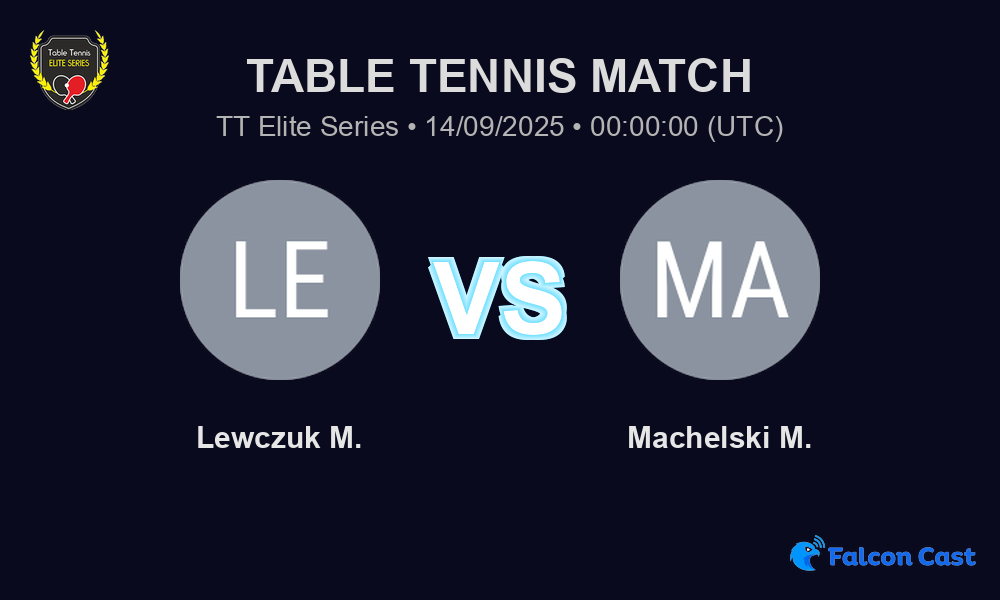 Table Tennis
ELITE SERIES
TABLE TENNIS MATCH
TT Elite Series • 14/09/2025 • 00:00:00 (UTC)
LE
VS
MA
Lewczuk M.
Machelski M.
Falcon Cast